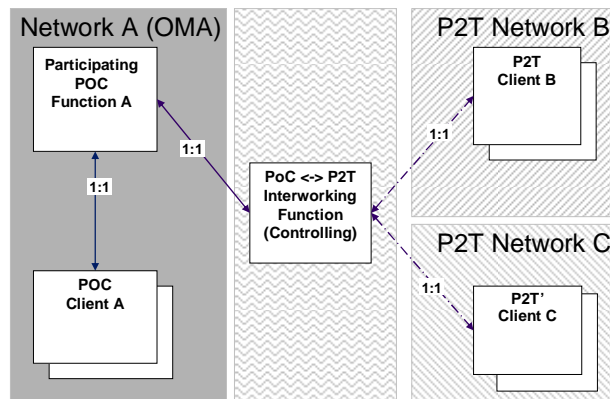 Network A (OMA)
Participating
POC
Function A
1:1
POC
Client A
1:1
PoC <-> P2T
Interworking
Function
(Controlling)
P2T Network B
P2T
Client B
1:1
P2T Network C
1:1
P2T'
Client C